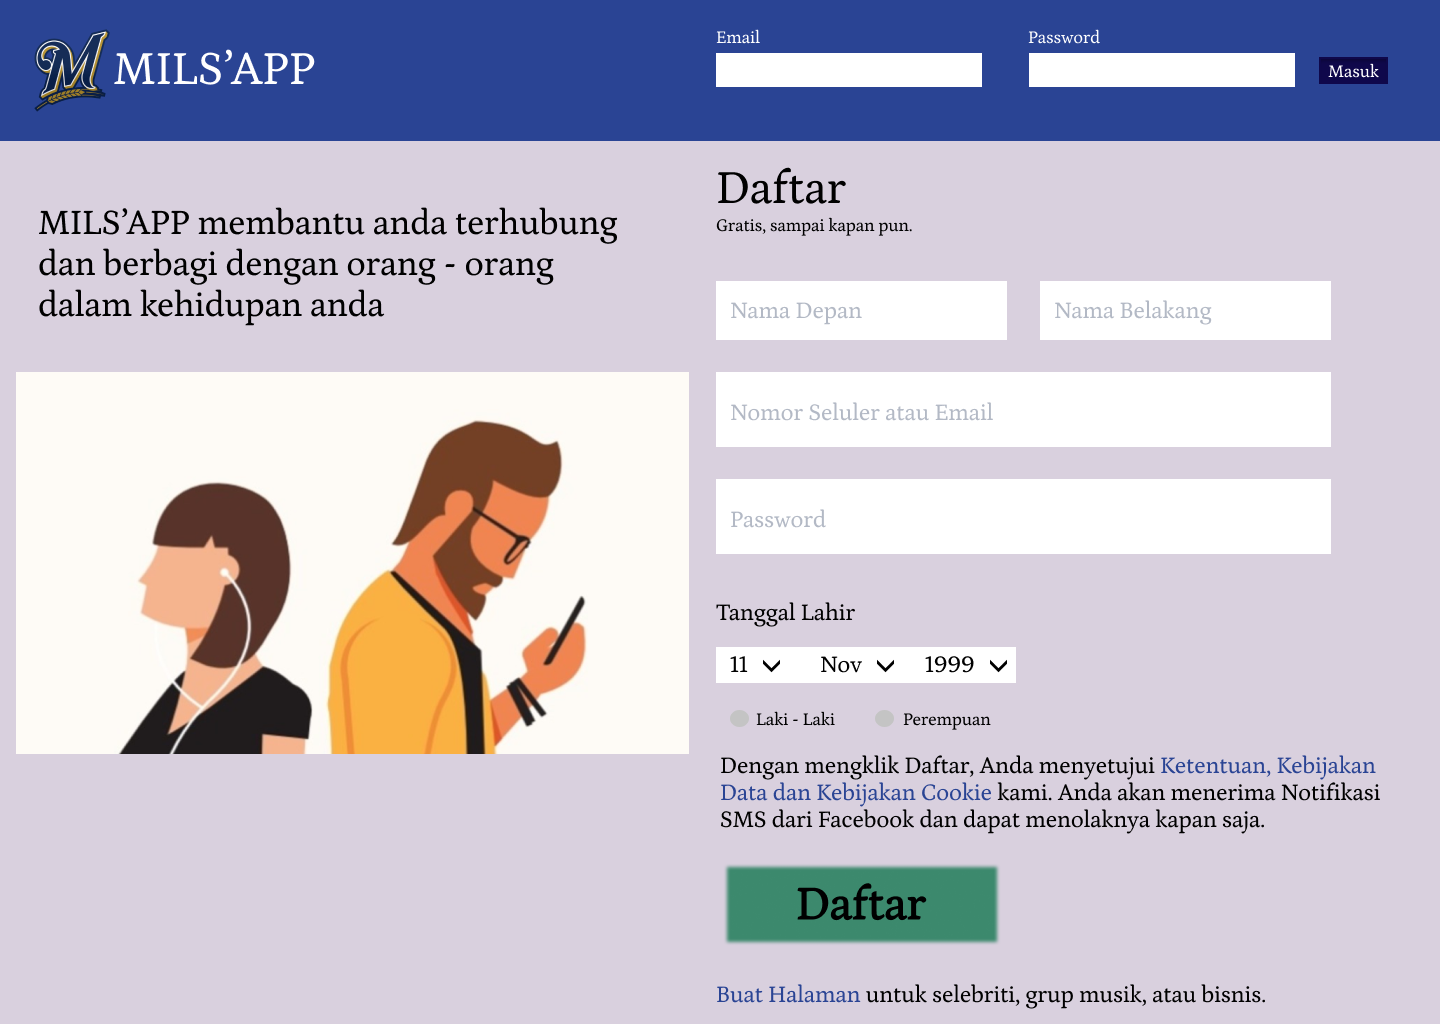 M MILS’APP
Email
Password
Masuk
MILS’APP membantu anda terhubung
dan berbagi dengan orang - orang
dalam kehidupan anda
Daftar
Gratis, sampai kapan pun.
Nama Depan
Nama Belakang
Nomor Seluler atau Email
Password
Tanggal Lahir
11 Nov 1999
Laki - Laki
Perempuan
Dengan mengklik Daftar, Anda menyetujui Ketentuan, Kebijakan
Data dan Kebijakan Cookie kami. Anda akan menerima Notifikasi
SMS dari Facebook dan dapat menolaknya kapan saja.
Daftar
Buat Halaman untuk selebriti, grup musik, atau bisnis.